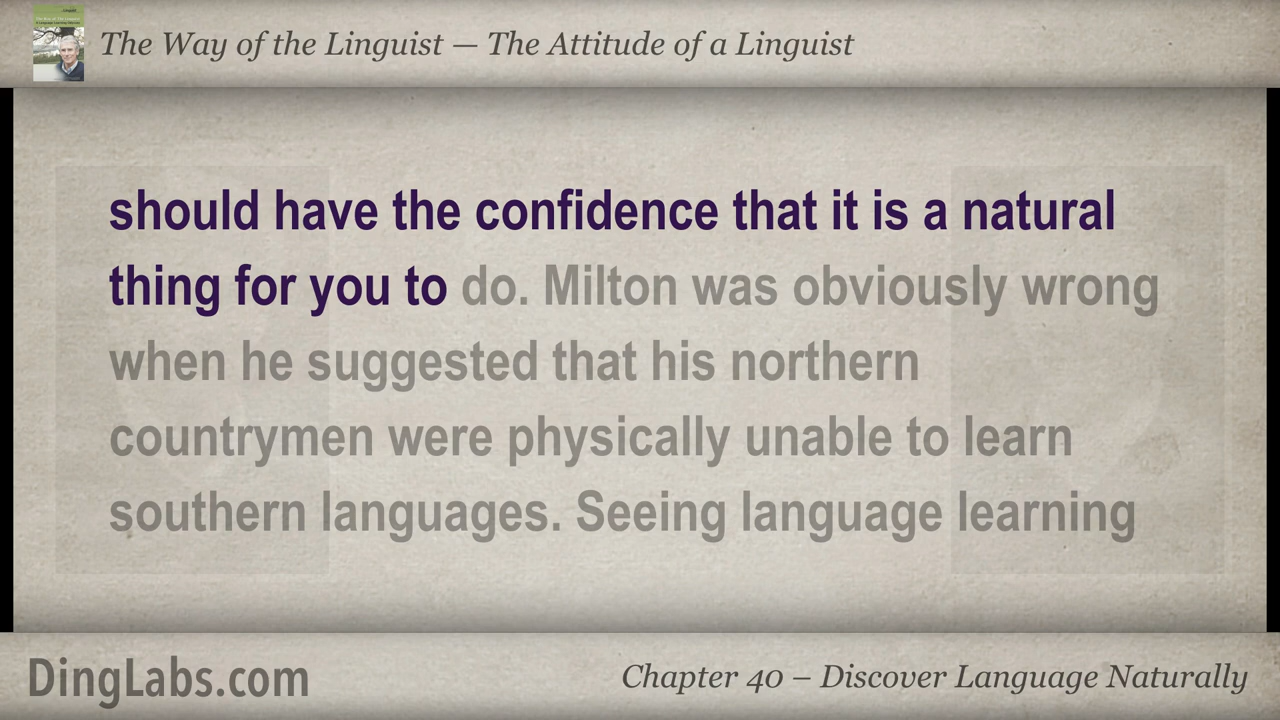 The Way of the Linguist — The Attitude of a Linguist
should have the confidence that it is a natural
thing for you to do. Milton was obviously wrong
when he suggested that his northern
countrymen were physically unable to learn
southern languages. Seeing language learning
DingLabs.com
Chapter 40 – Discover Language Naturally